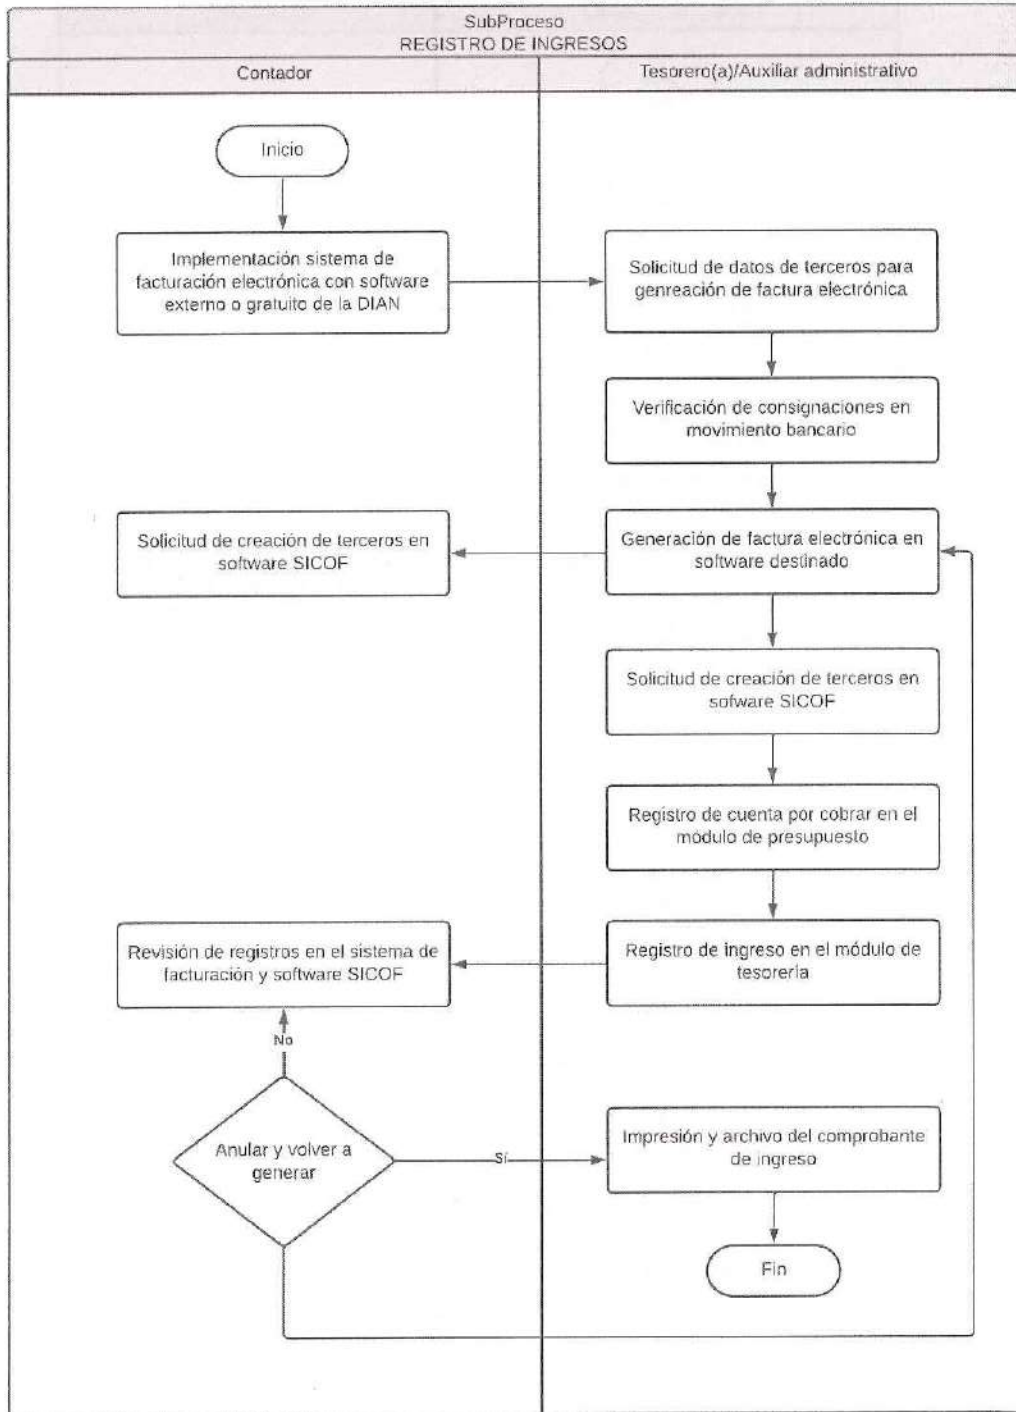 SubProceso
REGISTRO DE INGRESOS
Contador
Tesorero(a)/Auxiliar administrativo
Inicio
Implementación sistema de
facturación electrónica con software
externo o gratuito de la DIAN
Solicitud de datos de terceros para
genreación de factura electrónica
Verificación de consignaciones en
movimiento bancario
Solicitud de creación de terceros en
software SICOF
Generación de factura electrónica en
software destinado
Solicitud de creación de terceros en
sofware SICOF
Registro de cuenta por cobrar en el
módulo de presupuesto
Revisión de registros en el sistema de
facturación y software SICOF
Registro de ingreso en el módulo de
tesorería
No
Anular y volver a
generar
Sí
Impresión y archivo del comprobante
de ingreso
Fin